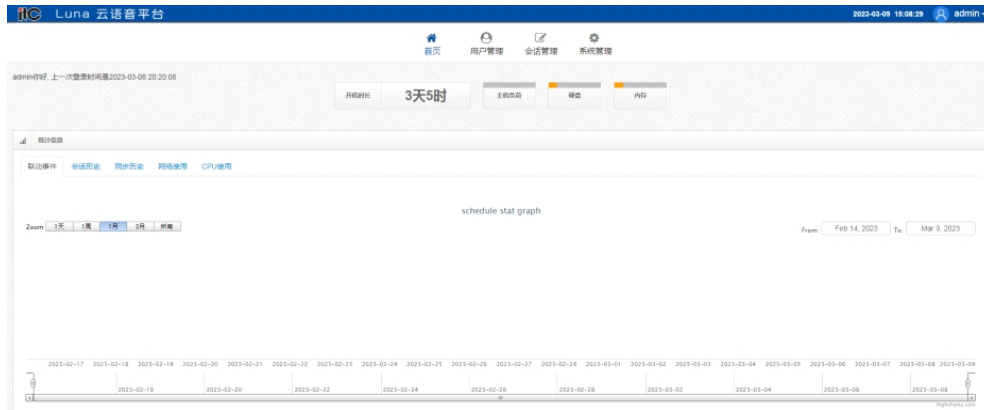 itc Luna 云语音平台 2023-03-09 15:08:29 admin
首页 用户管理 会话管理 系统管理
admin你好, 上一次登录时间是2023-03-06 20:20:08
开机时长 3天5时 主机负荷 硬盘 内存
统计信息
联动事件 会话历史 同步历史 网络使用 CPU使用
schedule stat graph
Zoom 1天 1周 1月 3月 所有 From: Feb 14, 2023 To: Mar 9, 2023
2023-02-17 2023-02-18 2023-02-19 2023-02-20 2023-02-21 2023-02-22 2023-02-23 2023-02-24 2023-02-25 2023-02-26 2023-02-27 2023-02-28 2023-03-01 2023-03-02 2023-03-03 2023-03-04 2023-03-05 2023-03-06 2023-03-07 2023-03-08 2023-03-09
2023-02-18 2023-02-20 2023-02-22 2023-02-24 2023-02-26 2023-02-28 2023-03-02 2023-03-04 2023-03-06 2023-03-08
Highcharts.com